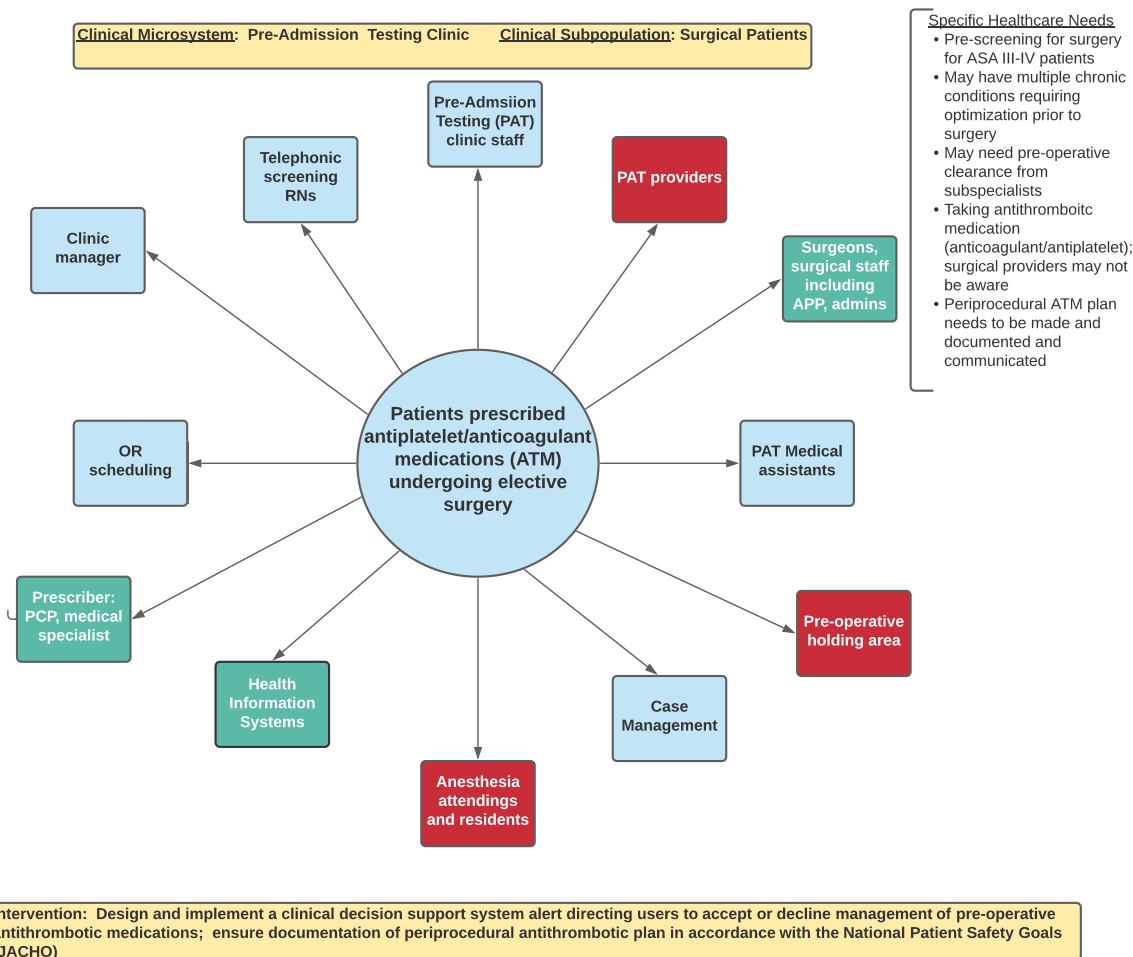 Clinical Microsystem:  Pre-Admission  Testing Clinic      Clinical Subpopulation: Surgical Patients
Specific Healthcare Needs
• Pre-screening for surgery
for ASA III-IV patients
• May have multiple chronic
conditions requiring
optimization prior to
surgery
• May need pre-operative
clearance from
subspecialists
• Taking antithromboitc
medication
(anticoagulant/antiplatelet);
surgical providers may not
be aware
• Periprocedural ATM plan
needs to be made and
documented and
communicated
Pre-Admsiion
Testing (PAT)
clinic staff
Telephonic
screening
RNs
PAT providers
Clinic
manager
Surgeons,
surgical staff
including
APP, admins
Patients prescribed
antiplatelet/anticoagulant
medications (ATM)
undergoing elective
surgery
OR
scheduling
PAT Medical
assistants
Prescriber:
PCP, medical
specialist
Pre-operative
holding area
Health
Information
Systems
Case
Management
Anesthesia
attendings
and residents
ntervention:  Design and implement a clinical decision support system alert directing users to accept or decline management of pre-operative
ntithrombotic medications;  ensure documentation of periprocedural antithrombotic plan in accordance with the National Patient Safety Goals
JACHO)